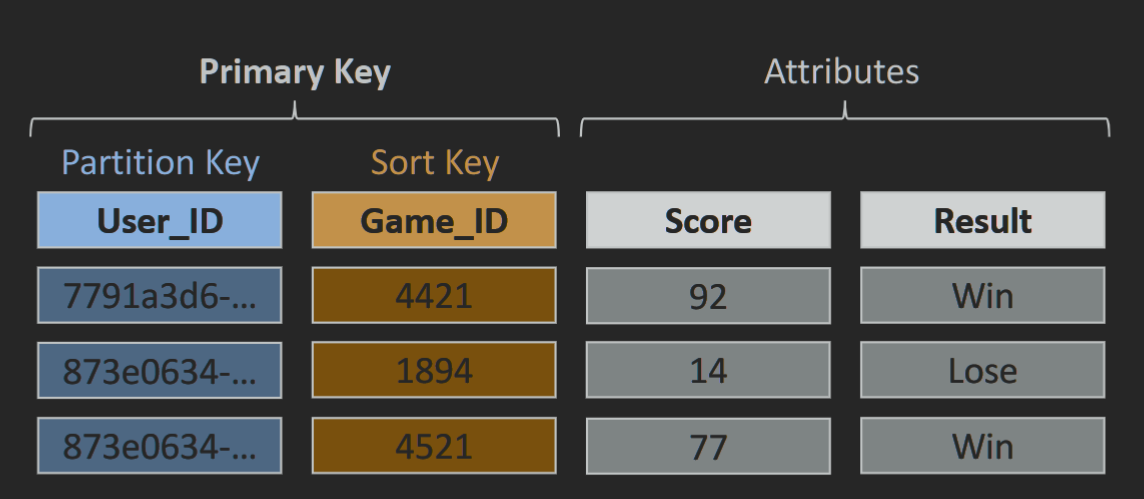 Primary Key Attributes
Partition Key Sort Key
User_ID Game_ID Score Result
7791a3d6-... 4421 92 Win
873e0634-... 1894 14 Lose
873e0634-... 4521 77 Win